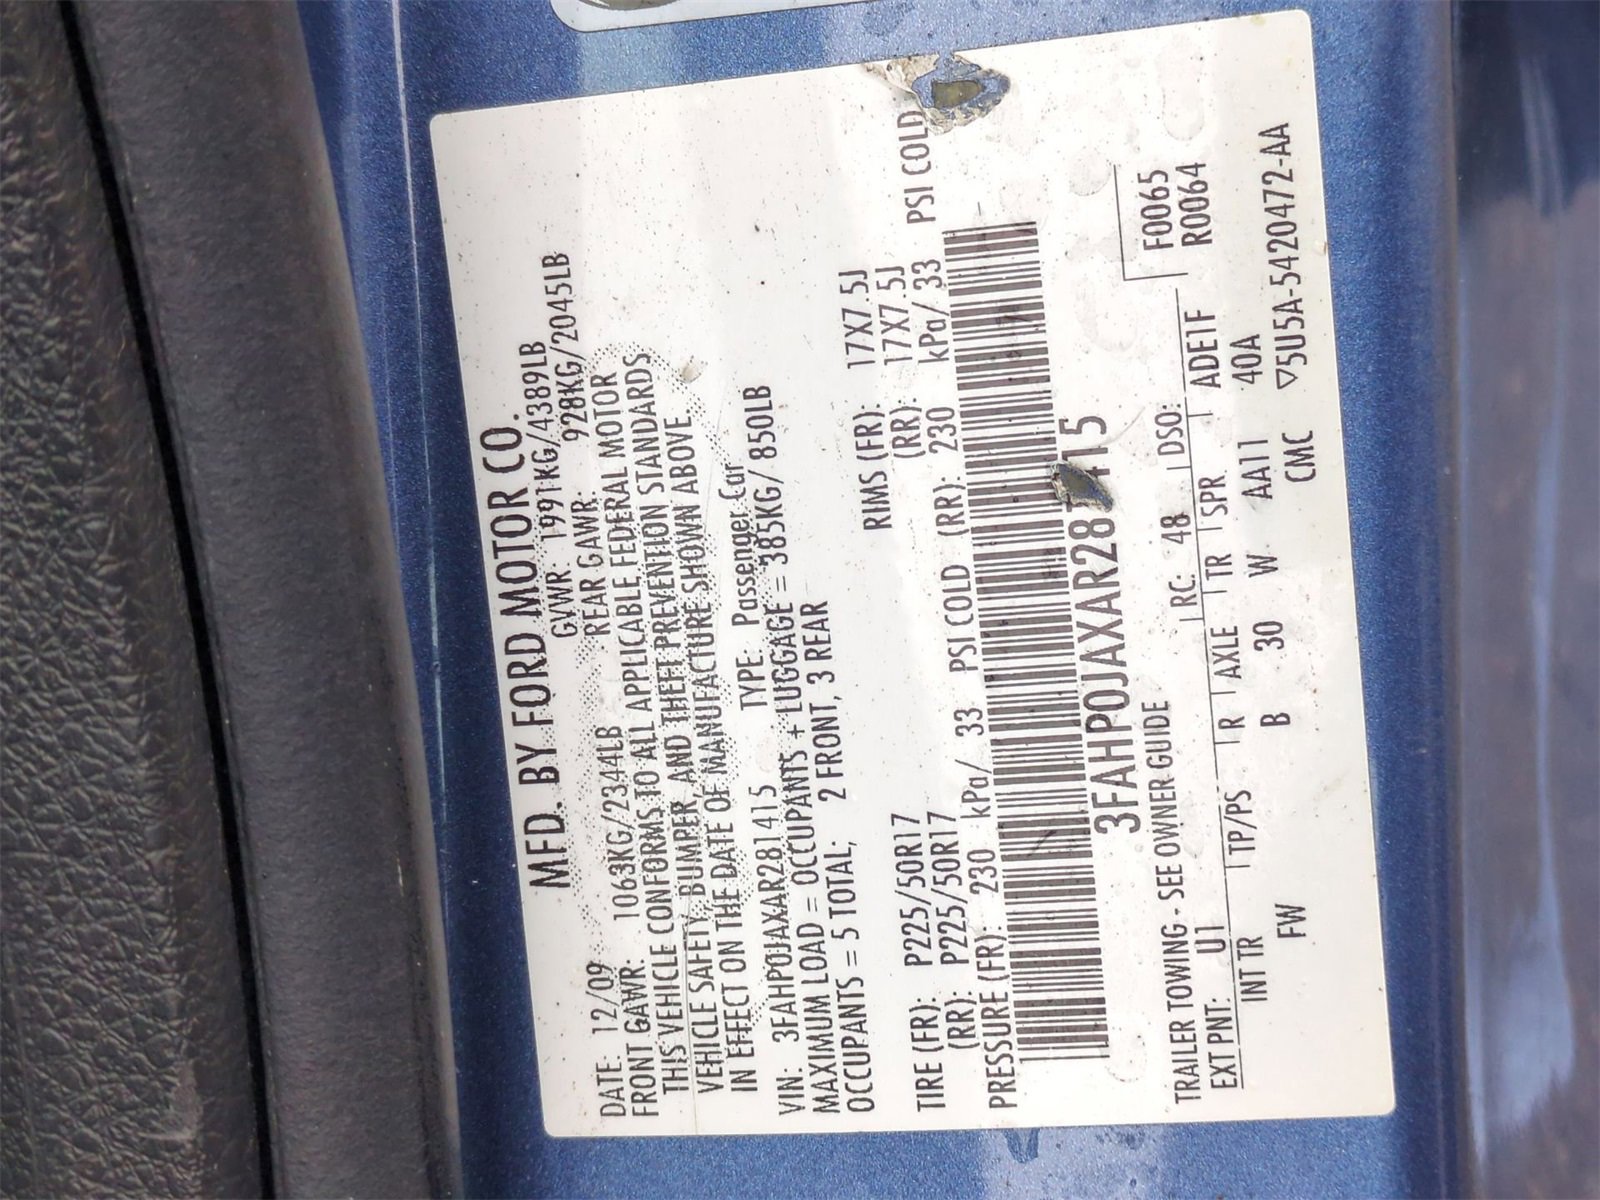 MFD. BY FORD MOTOR CO.
DATE: 12/09 GVWR: 1991KG/4389LB
FRONT GAWR: 1063KG/2344LB REAR GAWR: 928KG/2045LB
THIS VEHICLE CONFORMS TO ALL APPLICABLE FEDERAL MOTOR
VEHICLE SAFETY, BUMPER, AND THEFT PREVENTION STANDARDS
IN EFFECT ON THE DATE OF MANUFACTURE SHOWN ABOVE.
VIN: 3FAHP0JAXAR281415 TYPE: Passenger Car
MAXIMUM LOAD = OCCUPANTS + LUGGAGE = 385KG/ 850LB
OCCUPANTS = 5 TOTAL; 2 FRONT, 3 REAR
TIRE (FR): P225/50R17 RIMS (FR): 17X7.5J
(RR): P225/50R17 (RR): 17X7.5J
PRESSURE (FR): 230 kPa/ 33 PSI COLD (RR): 230 kPa/ 33 PSI COLD
3FAHP0JAXAR281415
TRAILER TOWING - SEE OWNER GUIDE F0065
EXT PNT: U1 RC: 48 DSO: R0064
INT TR TP/PS R AXLE TR SPR ADE1F
FW B 30 W AA11 40A
CMC ▽5U5A-5420472-AA